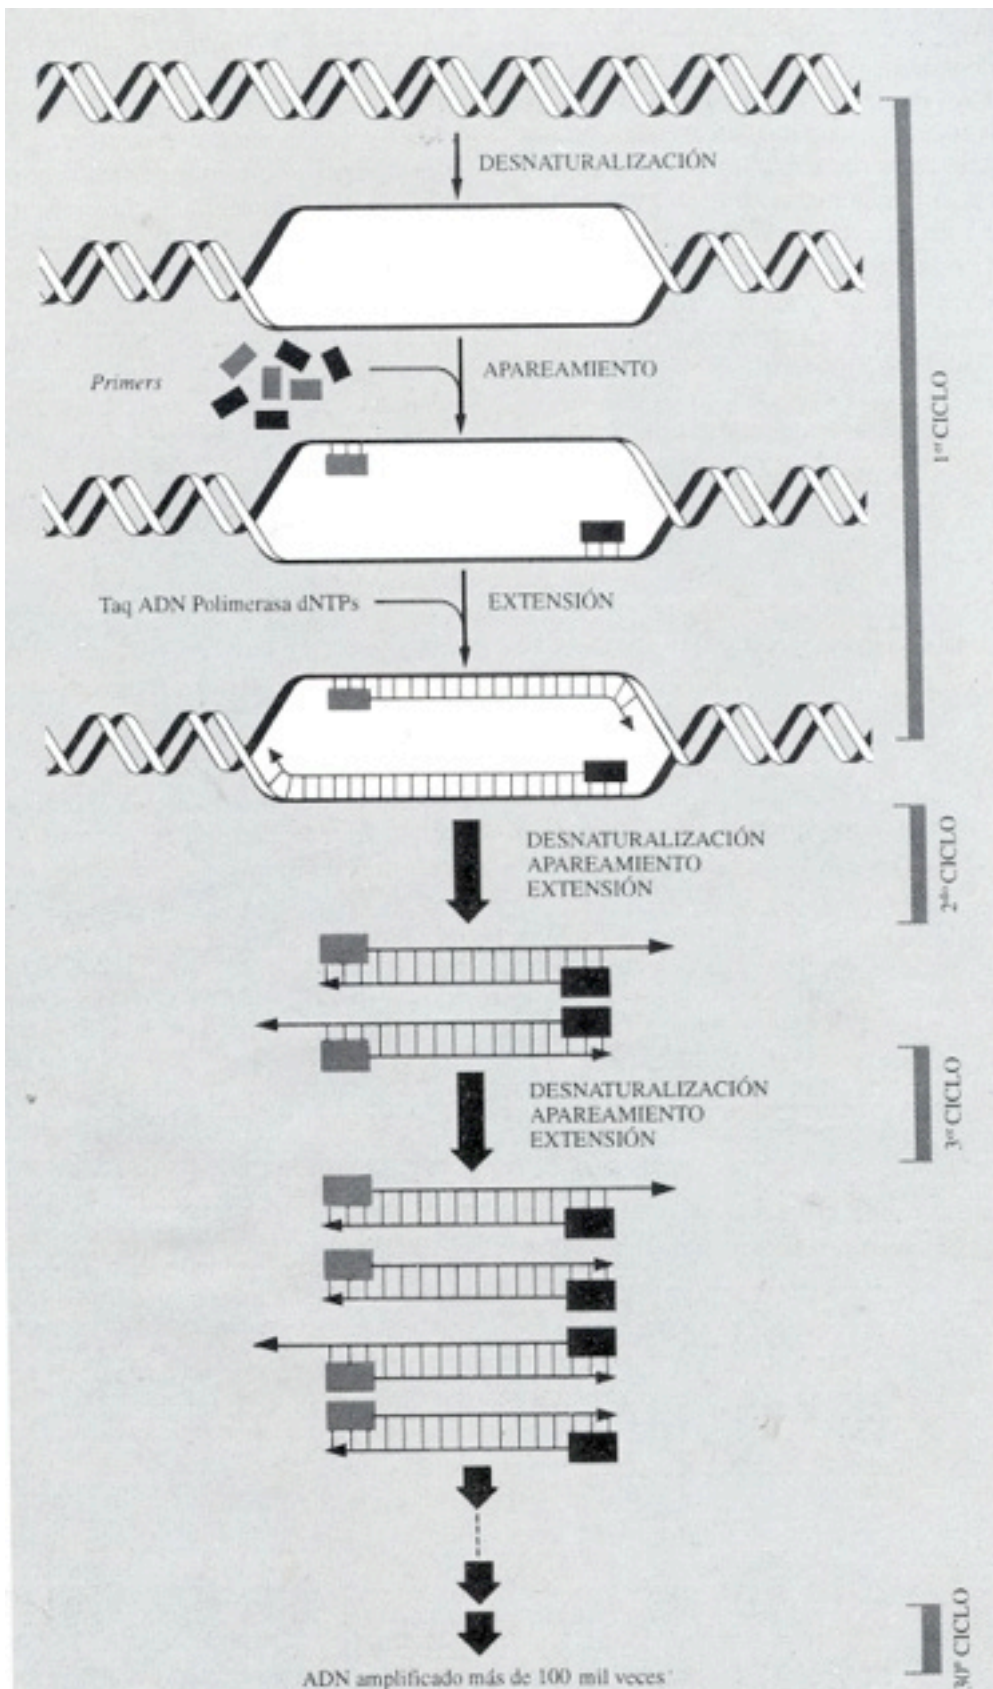 DESNATURALIZACIÓN
Primers
APAREAMIENTO
1er CICLO
Taq ADN Polimerasa dNTPs
EXTENSIÓN
DESNATURALIZACIÓN
APAREAMIENTO
EXTENSIÓN
2do CICLO
DESNATURALIZACIÓN
APAREAMIENTO
EXTENSIÓN
3er CICLO
30º CICLO
ADN amplificado más de 100 mil veces